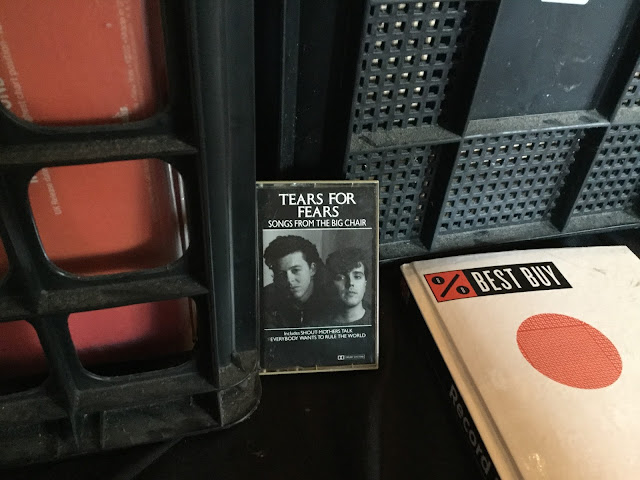 TEARS FOR
FEARS
SONGS FROM THE BIG CHAIR
Includes SHOUT·MOTHERS TALK
EVERYBODY WANTS TO RULE THE WORLD
% BEST BUY
Record